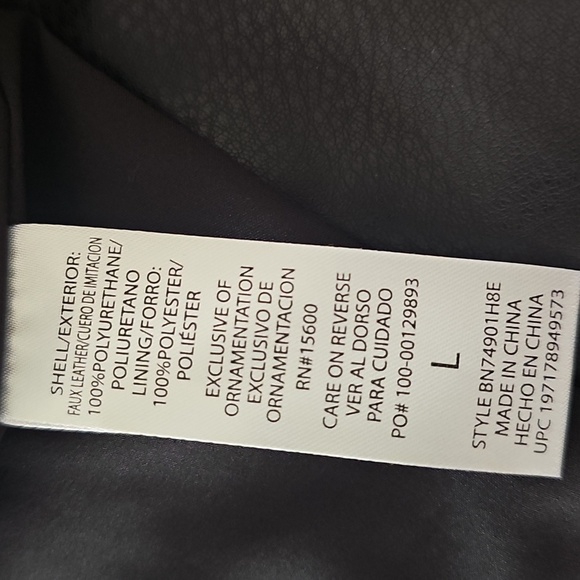 SHELL/EXTERIOR:
FAUX LEATHER/CUERO DE IMITACION
100%POLYURETHANE/
POLIURETANO
LINING/FORRO:
100%POLYESTER/
POLIÉSTER
EXCLUSIVE OF
ORNAMENTATION
EXCLUSIVO DE
ORNAMENTACION
RN#15600
CARE ON REVERSE
VER AL DORSO
PARA CUIDADO
PO# 100-00129893
L
STYLE BN74901H8E
MADE IN CHINA
HECHO EN CHINA
UPC 197178949573